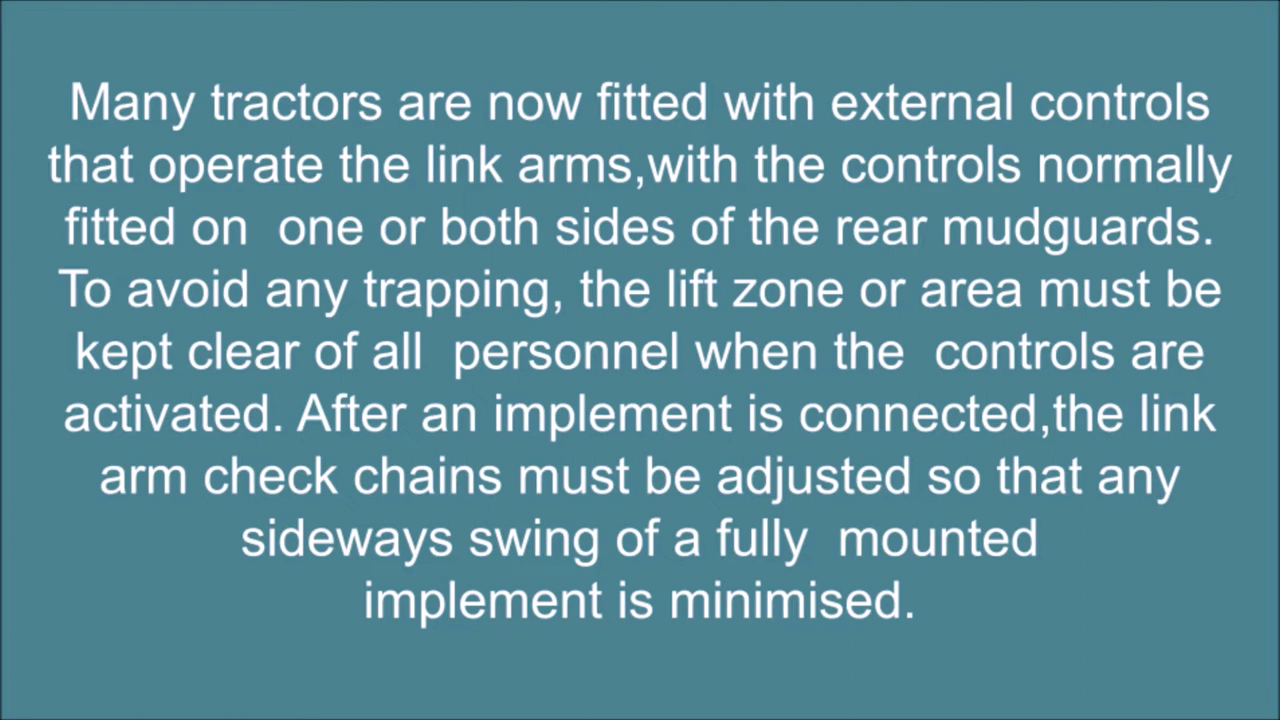 Many tractors are now fitted with external controls
that operate the link arms,with the controls normally
fitted on  one or both sides of the rear mudguards.
To avoid any trapping, the lift zone or area must be
kept clear of all  personnel when the  controls are
activated. After an implement is connected,the link
arm check chains must be adjusted so that any
sideways swing of a fully  mounted
implement is minimised.